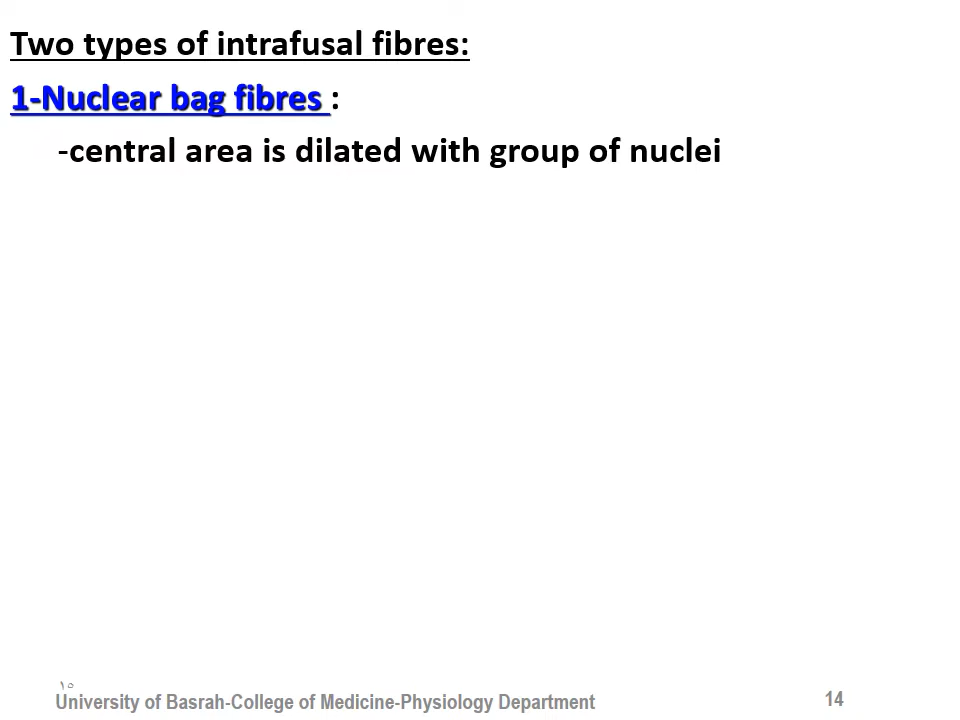 Two types of intrafusal fibres:
1-Nuclear bag fibres :
-central area is dilated with group of nuclei
١٥
University of Basrah-College of Medicine-Physiology Department
14